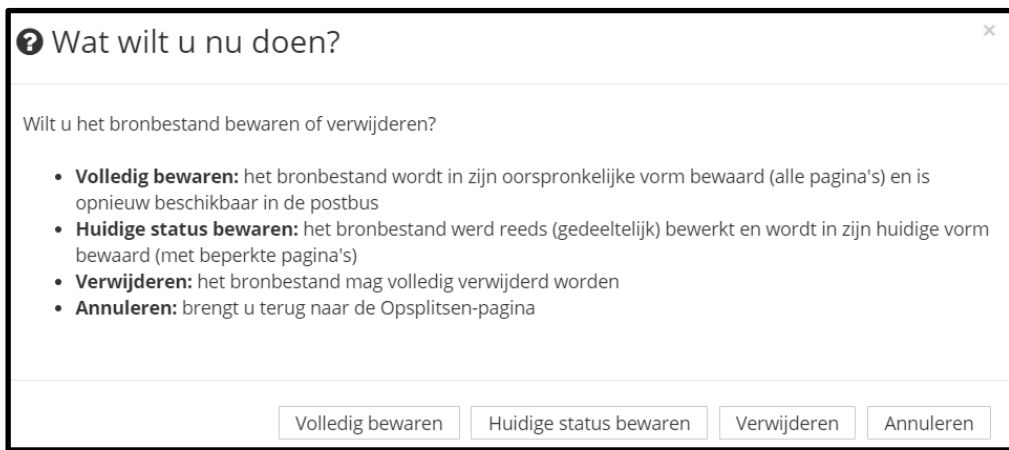 Wat wilt u nu doen?
×
Wilt u het bronbestand bewaren of verwijderen?
• Volledig bewaren: het bronbestand wordt in zijn oorspronkelijke vorm bewaard (alle pagina's) en is
opnieuw beschikbaar in de postbus
• Huidige status bewaren: het bronbestand werd reeds (gedeeltelijk) bewerkt en wordt in zijn huidige vorm
bewaard (met beperkte pagina's)
• Verwijderen: het bronbestand mag volledig verwijderd worden
• Annuleren: brengt u terug naar de Opsplitsen-pagina
Volledig bewaren Huidige status bewaren Verwijderen Annuleren